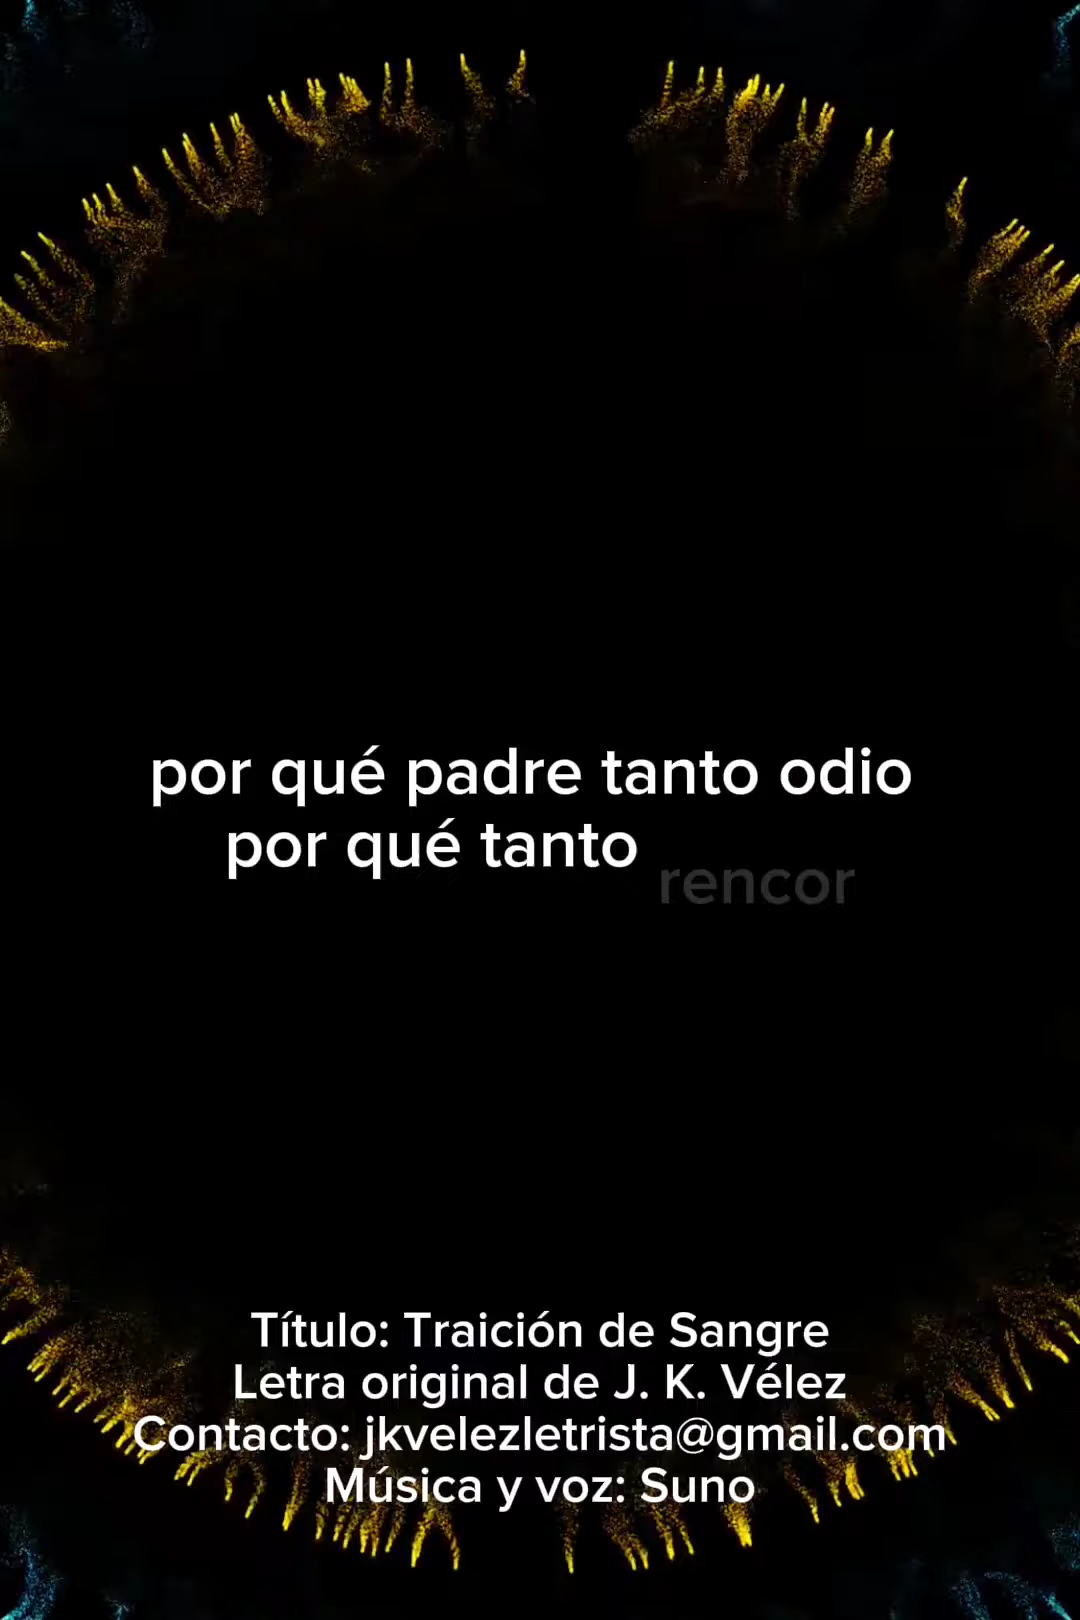 por qué padre tanto odio
por qué tanto rencor
Título: Traición de Sangre
Letra original de J. K. Vélez
Contacto: jkvelezletrista@gmail.com
Música y voz: Suno